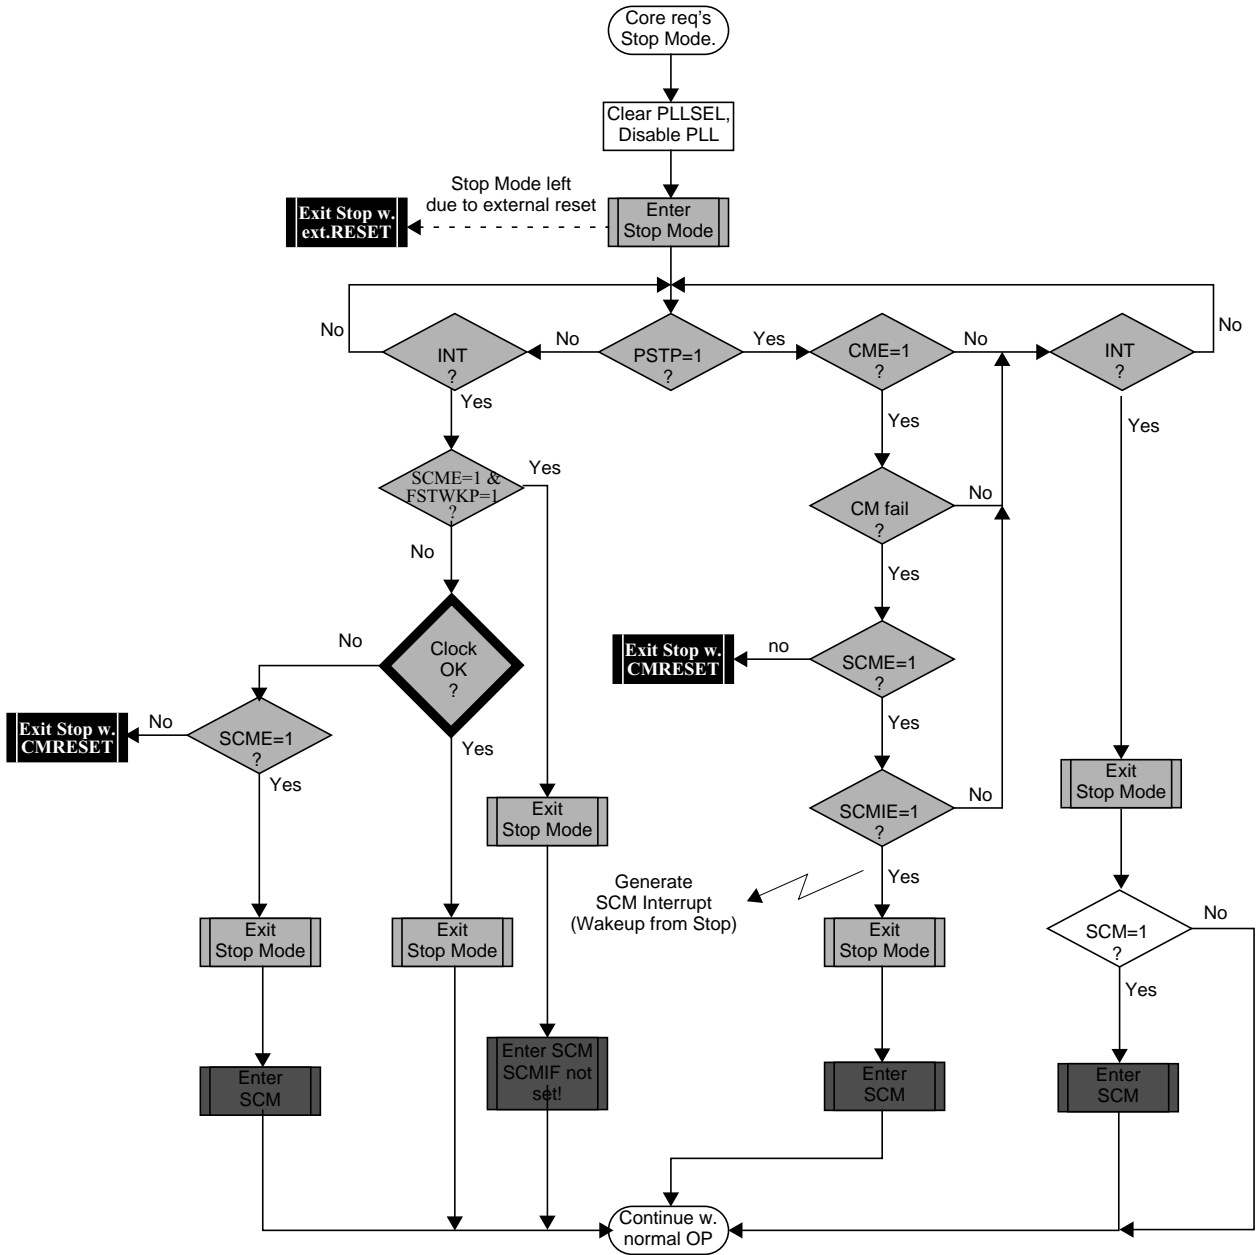 Core req's
Stop Mode.
Clear PLLSEL,
Disable PLL
Stop Mode left
due to external reset
Exit Stop w.
ext.RESET
Enter
Stop Mode
No
INT
?
No
PSTP=1
?
Yes
CME=1
?
No
INT
?
No
Yes
Yes
Yes
SCME=1 &
FSTWKP=1
?
Yes
CM fail
?
No
No
Yes
No
Clock
OK
?
Exit Stop w.
CMRESET
no
SCME=1
?
Exit Stop w.
CMRESET
No
SCME=1
?
Yes
Yes
Yes
Exit
Stop Mode
SCMIE=1
?
No
Exit
Stop Mode
Generate
SCM Interrupt
(Wakeup from Stop)
Yes
Exit
Stop Mode
Exit
Stop Mode
Exit
Stop Mode
SCM=1
?
No
Yes
Enter
SCM
Enter SCM
SCMIF not
set!
Enter
SCM
Enter
SCM
Continue w.
normal OP